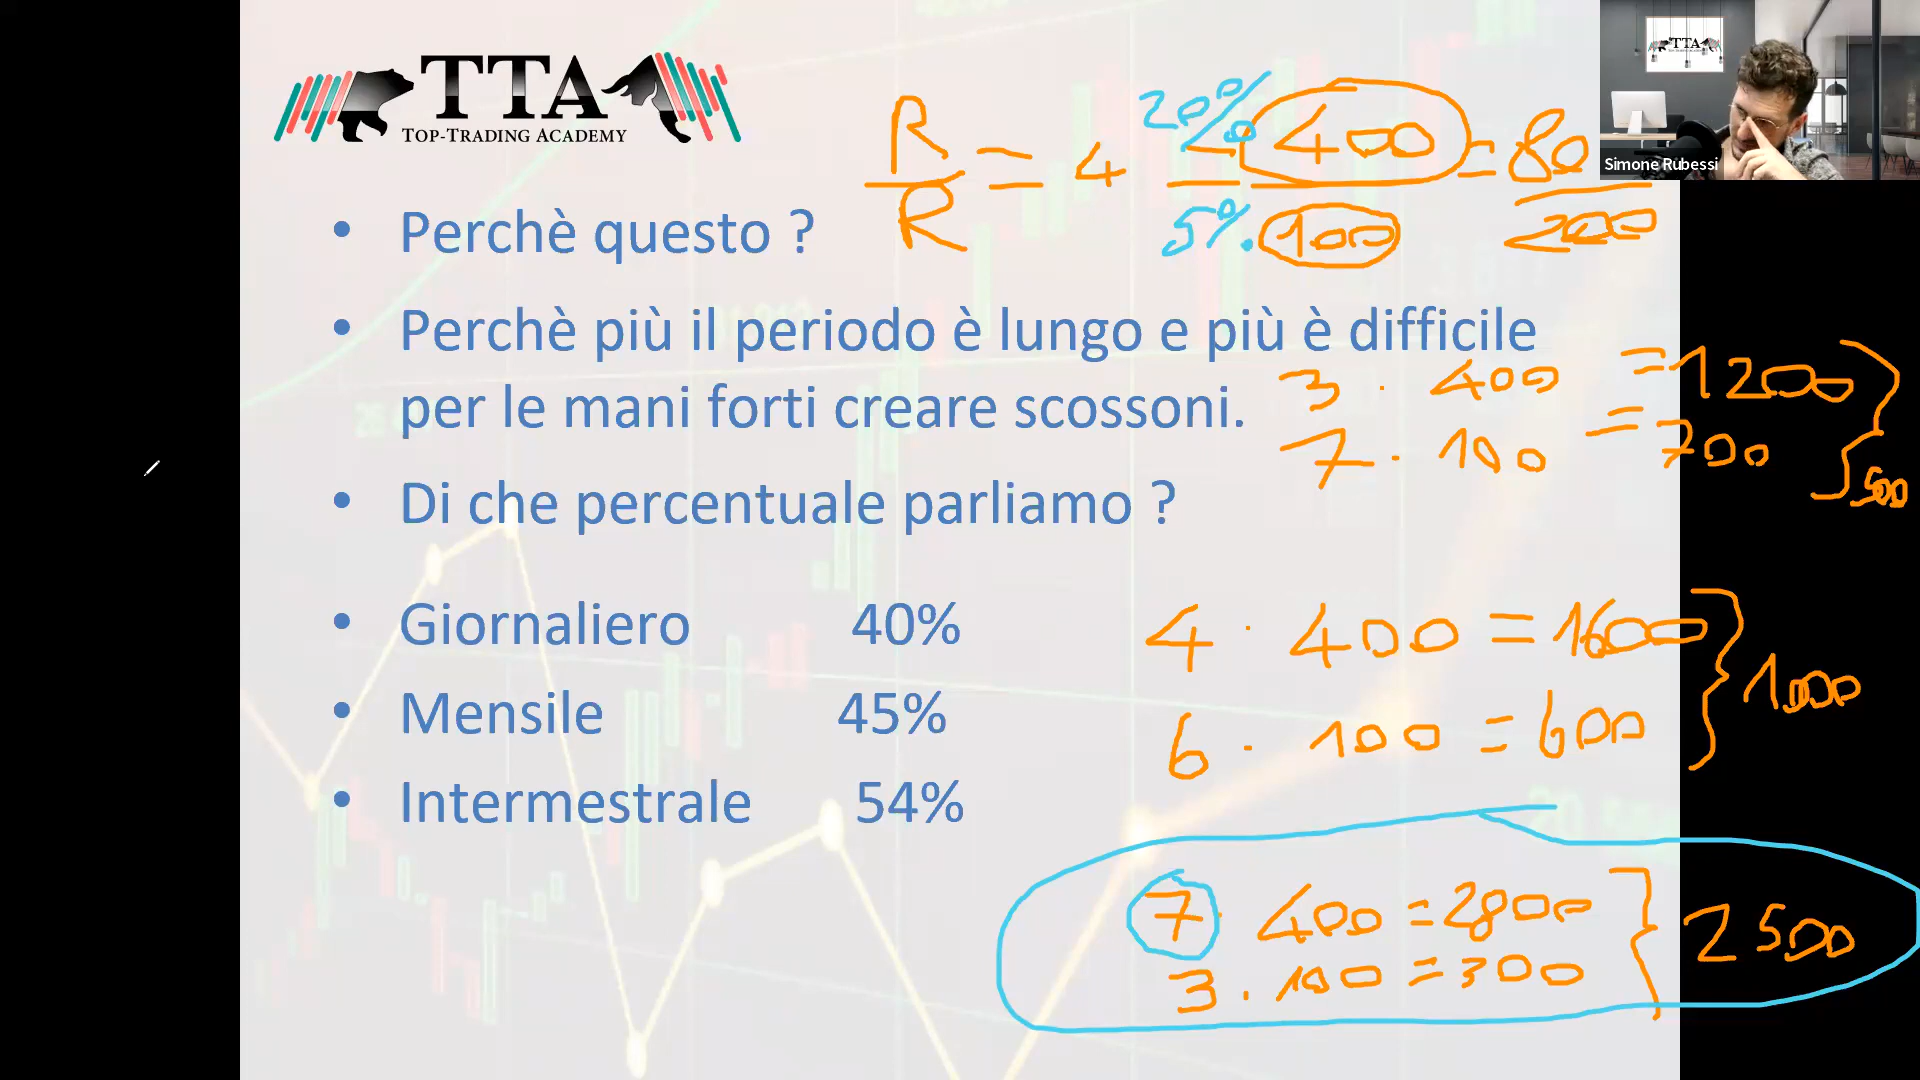 TTA
TOP-TRADING ACADEMY
TTA
Simone Rubessi
R/R = 4
20% 400 = 80
5%. 100 200
• Perchè questo ?
• Perchè più il periodo è lungo e più è difficile
per le mani forti creare scossoni.
3 · 400 = 1200
7 · 100 = 700
500
• Di che percentuale parliamo ?
• Giornaliero 40%
• Mensile 45%
• Intermestrale 54%
4 · 400 = 1600
6 · 100 = 600
1000
7 · 400 = 2800
3 · 100 = 300
2500